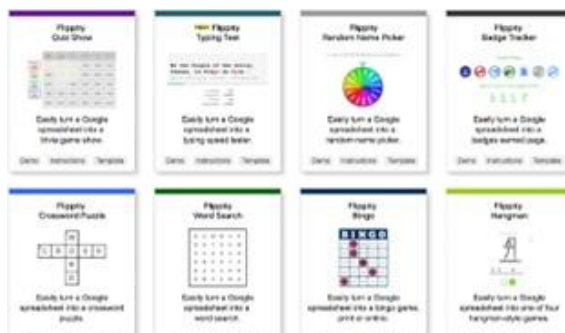 Flippity
Quiz Show
Easily turn a Google
spreadsheet into a
trivia game show.
Demo Instructions Template
Flippity
Typing Test
Easily turn a Google
spreadsheet into a
typing speed tester.
Demo Instructions Template
Flippity
Random Name Picker
Easily turn a Google
spreadsheet into a
random name picker.
Demo Instructions Template
Flippity
Badge Tracker
Easily turn a Google
spreadsheet into a
badges earned page.
Demo Instructions Template
Flippity
Crossword Puzzle
Easily turn a Google
spreadsheet into a crossword
puzzle.
Flippity
Word Search
Easily turn a Google
spreadsheet into a
word search.
Flippity
Bingo
BINGO
Easily turn a Google
spreadsheet into a bingo game,
print or online.
Flippity
Hangman
Easily turn a Google
spreadsheet into one of four
hangman-style games.